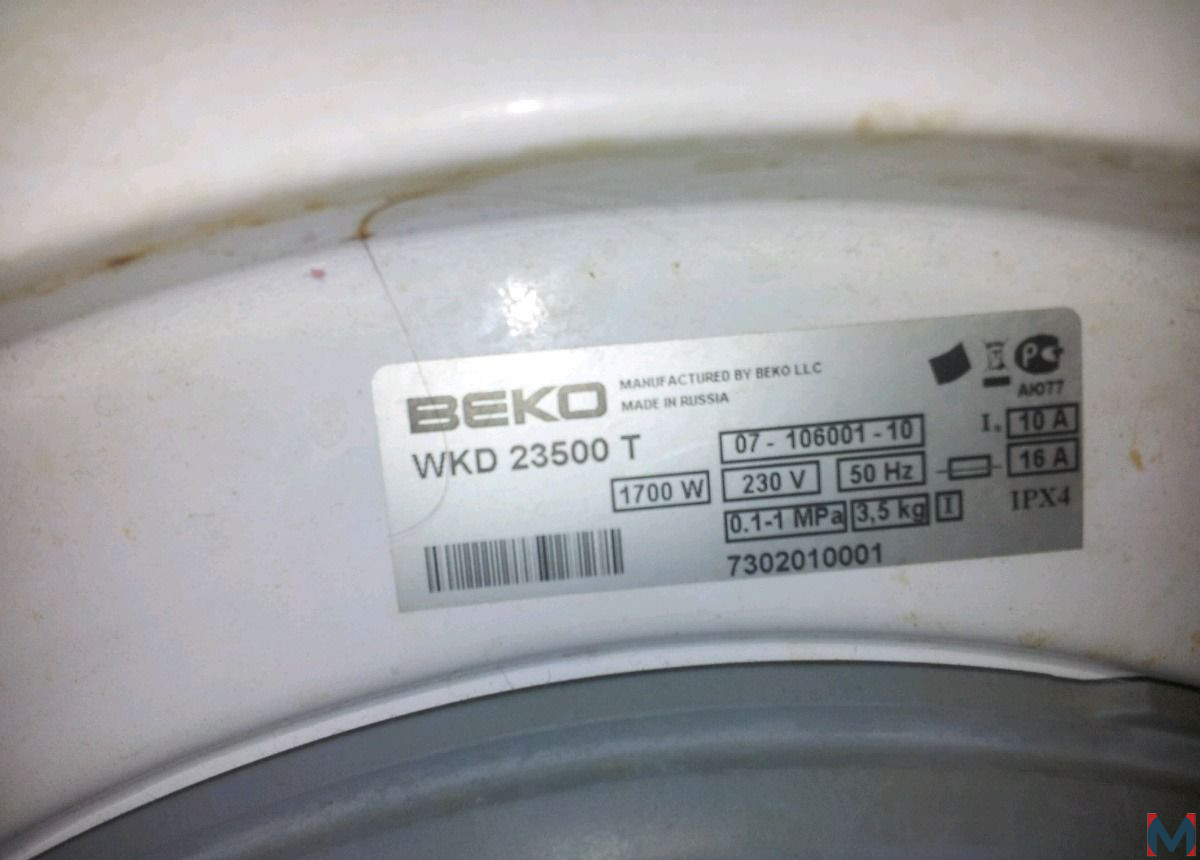 BEKO
MANUFACTURED BY BEKO LLC
MADE IN RUSSIA
АЮ77
WKD 23500 T
07 - 106001 - 10
10 A
1700 W
230 V
50 Hz
16 A
0.1-1 MPa
3,5 kg
I
IPX4
7302010001
M